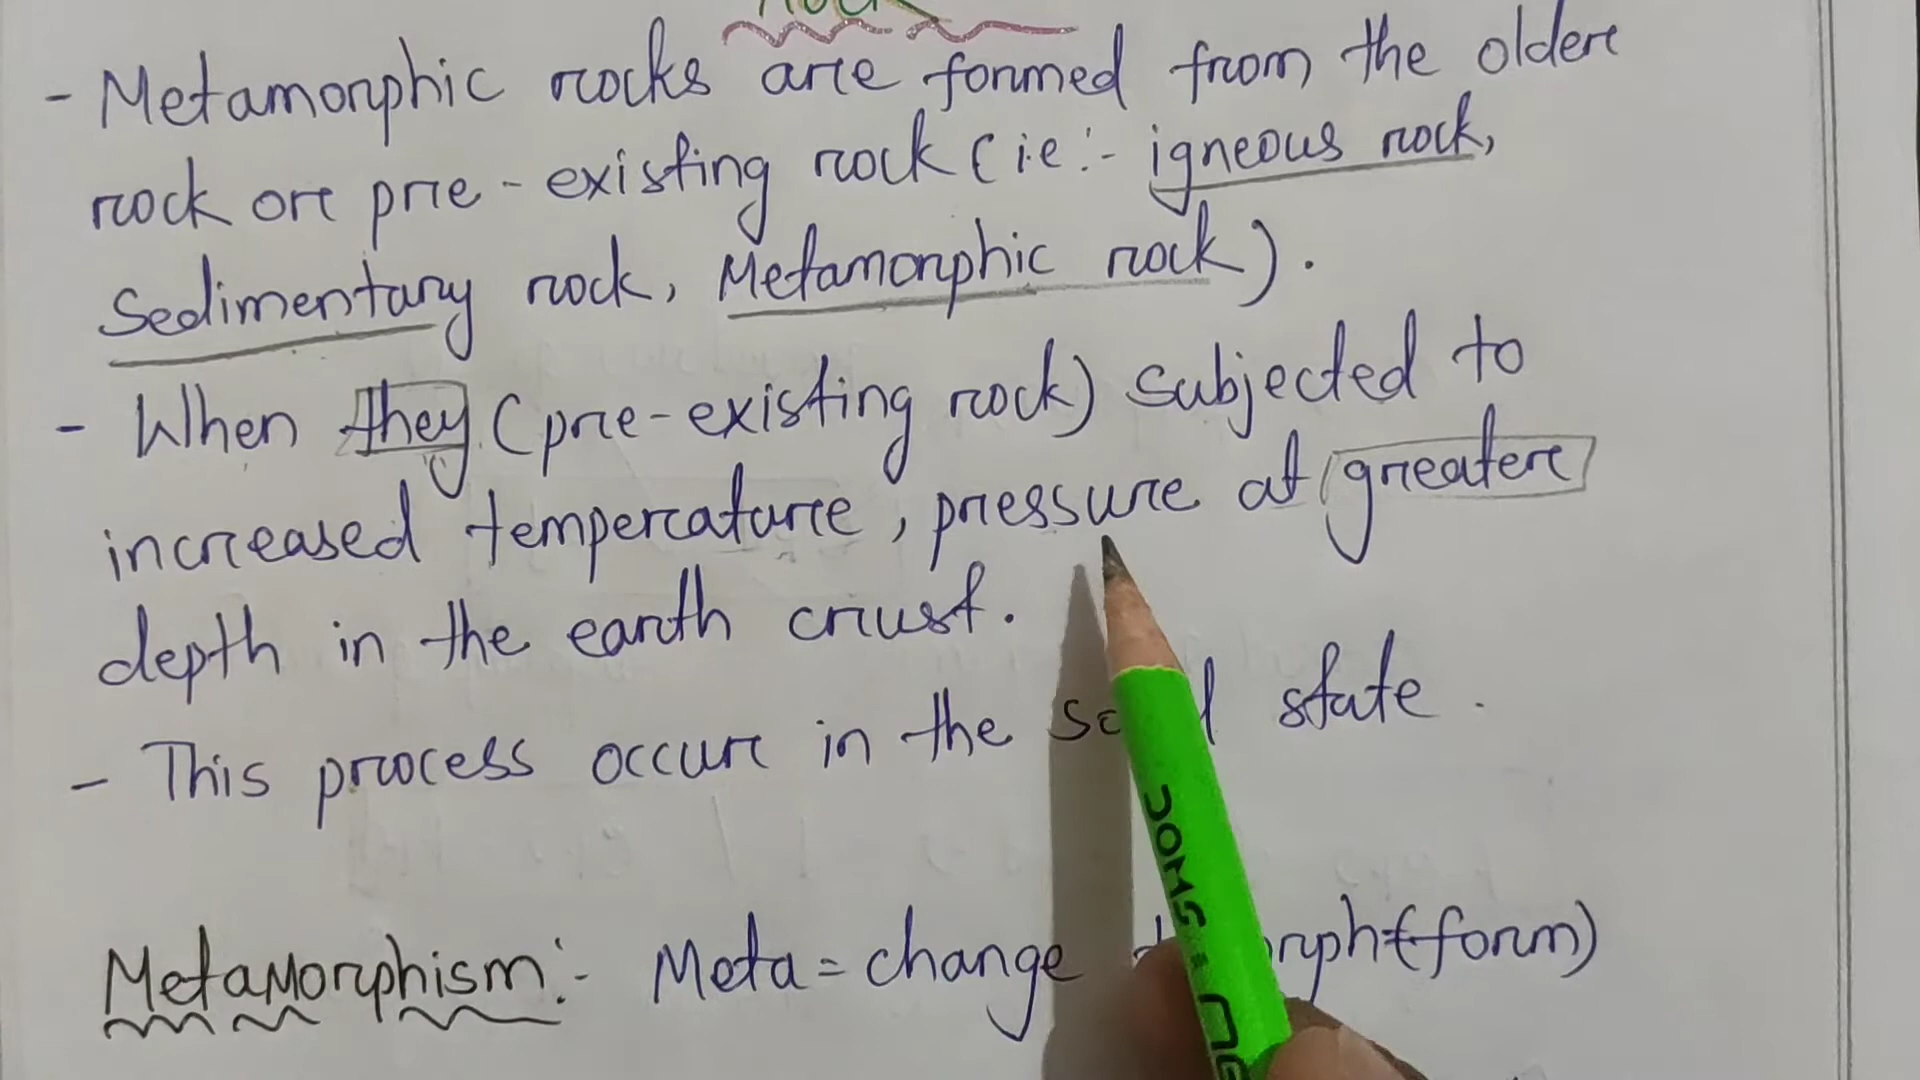 Rock
- Metamorphic rocks are formed from the older
rock or pre-existing rock (i.e:- igneous rock,
Sedimentary rock, Metamorphic rock).
- When they (pre-existing rock) subjected to
increased temperature, pressure at greater
depth in the earth crust.
- This process occur in the state.
Metamorphism:- Meta = change (form)
DOMS